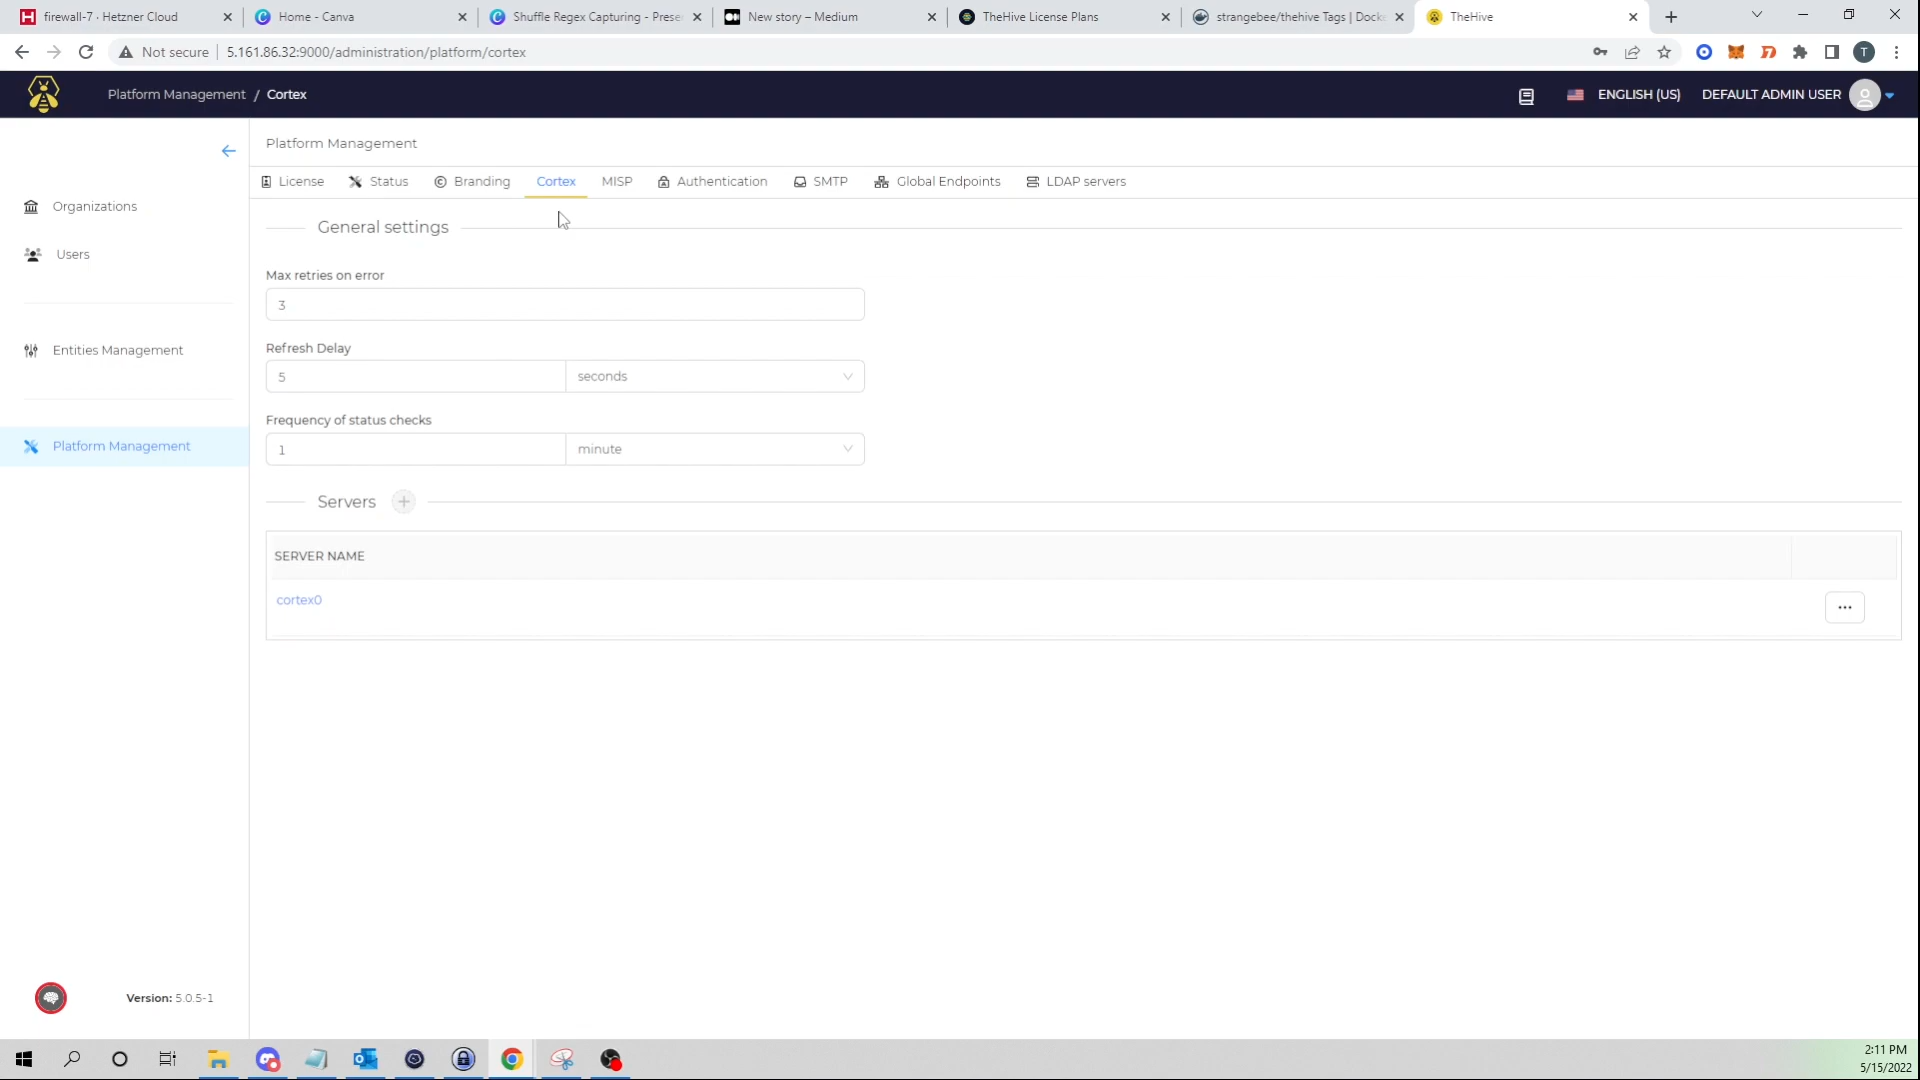 firewall-7 · Hetzner Cloud
Home - Canva
Shuffle Regex Capturing - Prese
New story – Medium
TheHive License Plans
strangebee/thehive Tags | Docke
TheHive
Not secure
5.161.86.32:9000/administration/platform/cortex
T
Platform Management / Cortex
ENGLISH (US)
DEFAULT ADMIN USER
Organizations
Users
Entities Management
Platform Management
Platform Management
License
Status
Branding
Cortex
MISP
Authentication
SMTP
Global Endpoints
LDAP servers
General settings
Max retries on error
3
Refresh Delay
5
seconds
Frequency of status checks
1
minute
Servers
SERVER NAME
cortex0
Version: 5.0.5-1
2:11 PM
5/15/2022